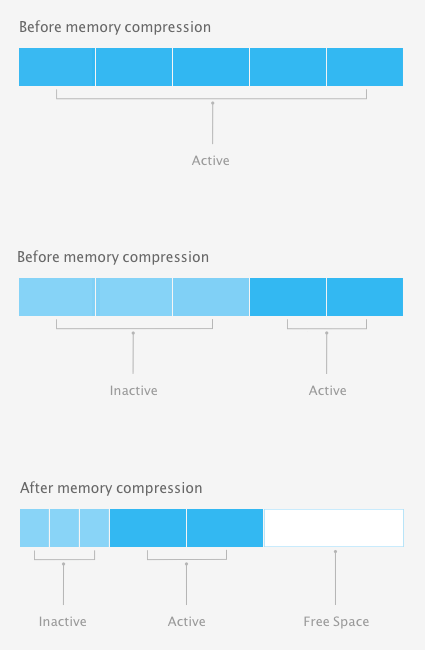 Before memory compression
Active
Before memory compression
Inactive Active
After memory compression
Inactive Active Free Space